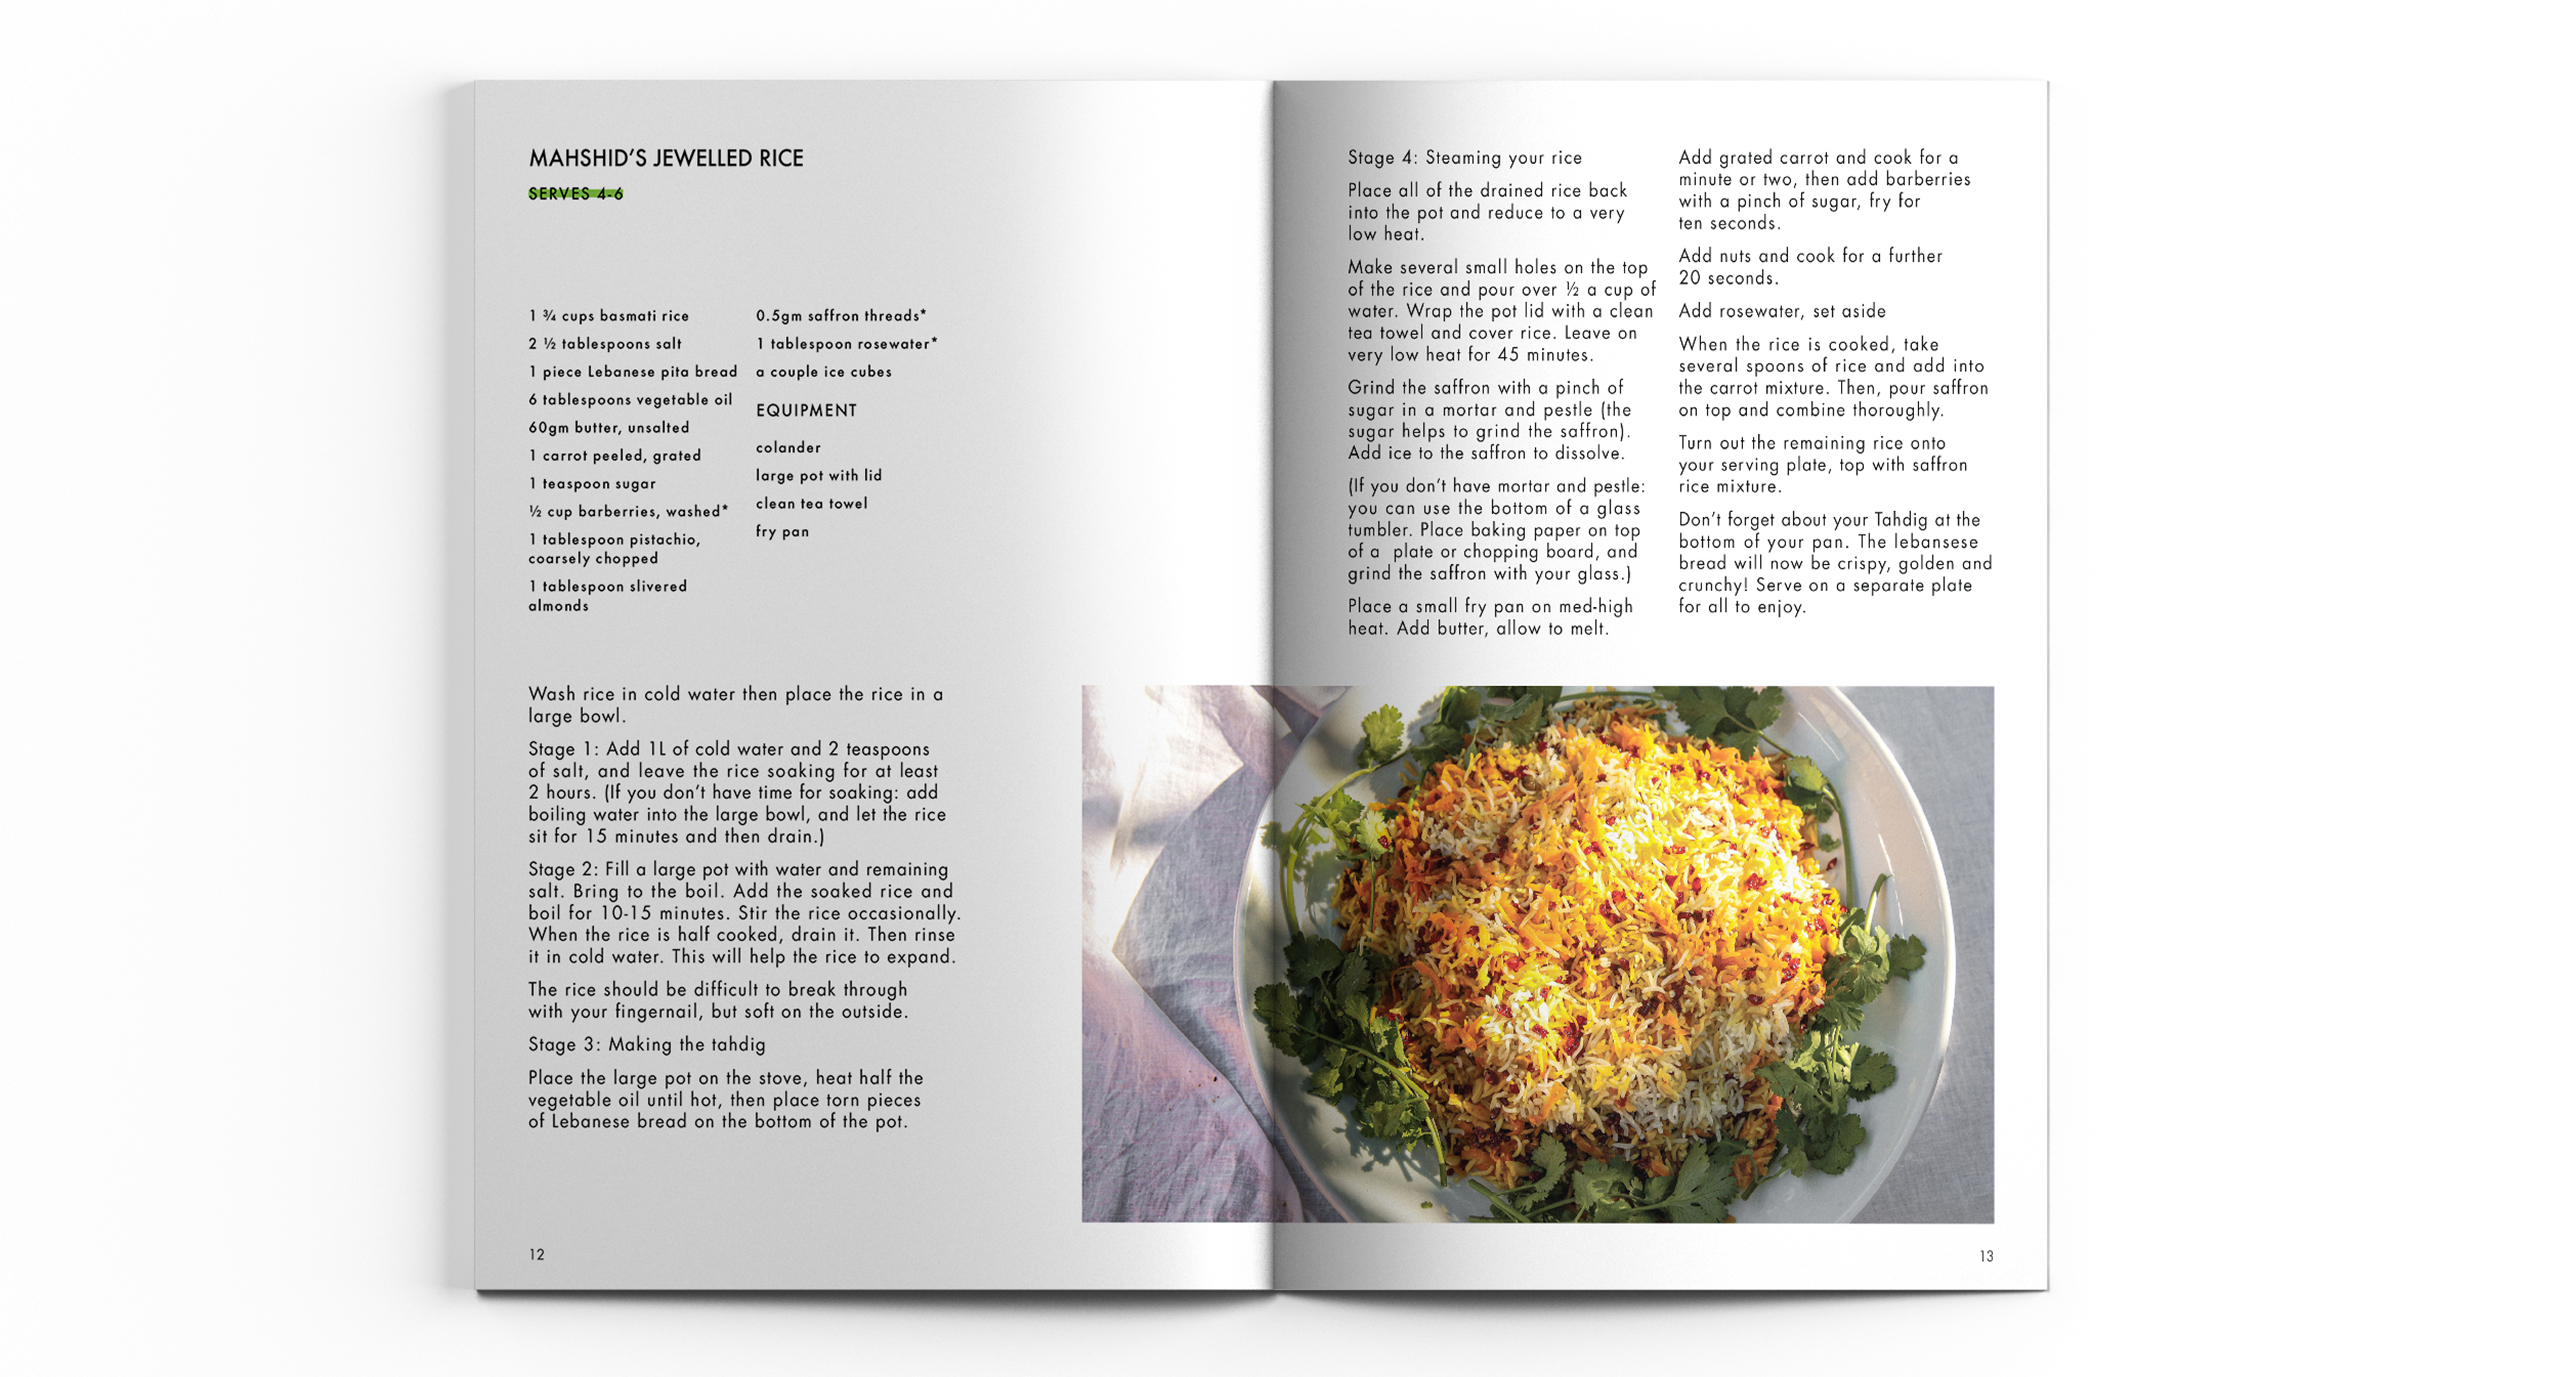 MAHSHID'S JEWELLED RICE
SERVES 4-6
1 ¾ cups basmati rice
2 ½ tablespoons salt
1 piece Lebanese pita bread
6 tablespoons vegetable oil
60gm butter, unsalted
1 carrot peeled, grated
1 teaspoon sugar
½ cup barberries, washed*
1 tablespoon pistachio,
coarsely chopped
1 tablespoon slivered
almonds
0.5gm saffron threads*
1 tablespoon rosewater*
a couple ice cubes
EQUIPMENT
colander
large pot with lid
clean tea towel
fry pan
Wash rice in cold water then place the rice in a
large bowl.
Stage 1: Add 1L of cold water and 2 teaspoons
of salt, and leave the rice soaking for at least
2 hours. (If you don't have time for soaking: add
boiling water into the large bowl, and let the rice
sit for 15 minutes and then drain.)
Stage 2: Fill a large pot with water and remaining
salt. Bring to the boil. Add the soaked rice and
boil for 10-15 minutes. Stir the rice occasionally.
When the rice is half cooked, drain it. Then rinse
it in cold water. This will help the rice to expand.
The rice should be difficult to break through
with your fingernail, but soft on the outside.
Stage 3: Making the tahdig
Place the large pot on the stove, heat half the
vegetable oil until hot, then place torn pieces
of Lebanese bread on the bottom of the pot.
12
Stage 4: Steaming your rice
Place all of the drained rice back
into the pot and reduce to a very
low heat.
Make several small holes on the top
of the rice and pour over ½ a cup of
water. Wrap the pot lid with a clean
tea towel and cover rice. Leave on
very low heat for 45 minutes.
Grind the saffron with a pinch of
sugar in a mortar and pestle (the
sugar helps to grind the saffron).
Add ice to the saffron to dissolve.
(If you don't have mortar and pestle:
you can use the bottom of a glass
tumbler. Place baking paper on top
of a  plate or chopping board, and
grind the saffron with your glass.)
Place a small fry pan on med-high
heat. Add butter, allow to melt.
Add grated carrot and cook for a
minute or two, then add barberries
with a pinch of sugar, fry for
ten seconds.
Add nuts and cook for a further
20 seconds.
Add rosewater, set aside
When the rice is cooked, take
several spoons of rice and add into
the carrot mixture. Then, pour saffron
on top and combine thoroughly.
Turn out the remaining rice onto
your serving plate, top with saffron
rice mixture.
Don't forget about your Tahdig at the
bottom of your pan. The lebansese
bread will now be crispy, golden and
crunchy! Serve on a separate plate
for all to enjoy.
13